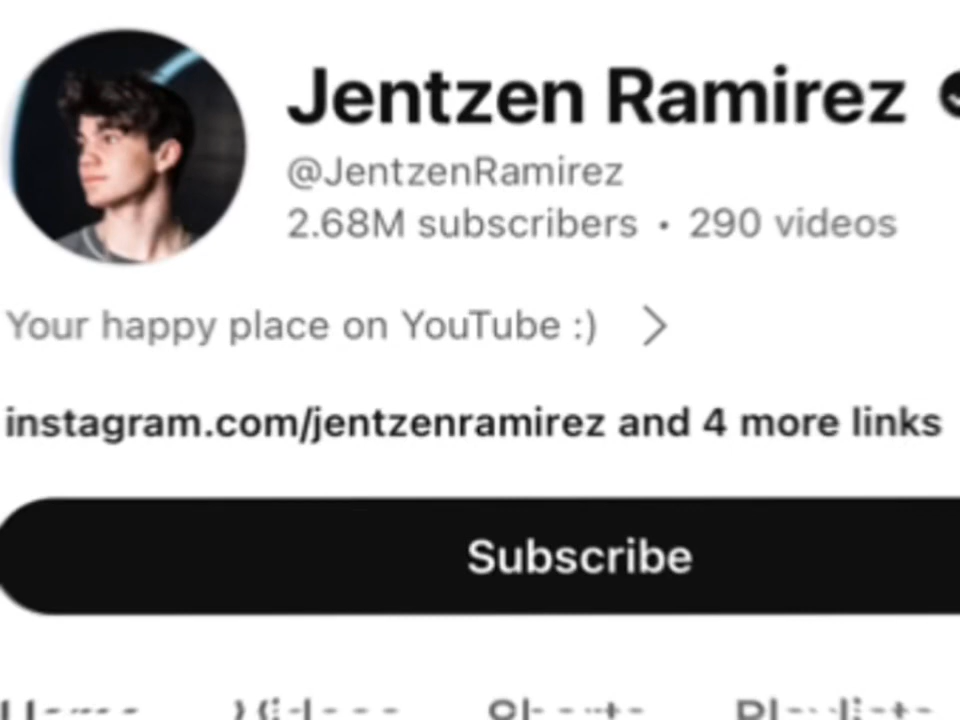 Jentzen Ramirez
@JentzenRamirez
2.68M subscribers • 290 videos
Your happy place on YouTube :)
instagram.com/jentzenramirez and 4 more links
Subscribe